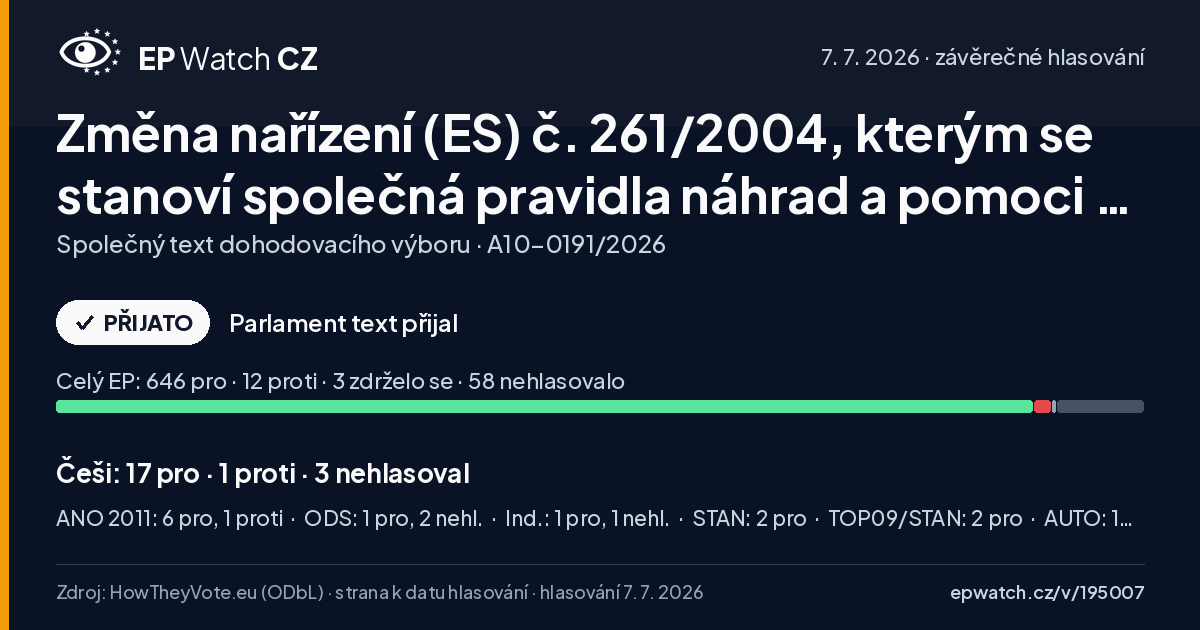 EP Watch CZ
7. 7. 2026 · závěrečné hlasování
Změna nařízení (ES) č. 261/2004, kterým se
stanoví společná pravidla náhrad a pomoci ...
Společný text dohodovacího výboru · A10–0191/2026
✓ PŘIJATO
Parlament text přijal
Celý EP: 646 pro · 12 proti · 3 zdrželo se · 58 nehlasovalo
Češi: 17 pro · 1 proti · 3 nehlasoval
ANO 2011: 6 pro, 1 proti · ODS: 1 pro, 2 nehl. · Ind.: 1 pro, 1 nehl. · STAN: 2 pro · TOP09/STAN: 2 pro · AUTO: 1...
Zdroj: HowTheyVote.eu (ODbL) · strana k datu hlasování · hlasování 7. 7. 2026
epwatch.cz/v/195007